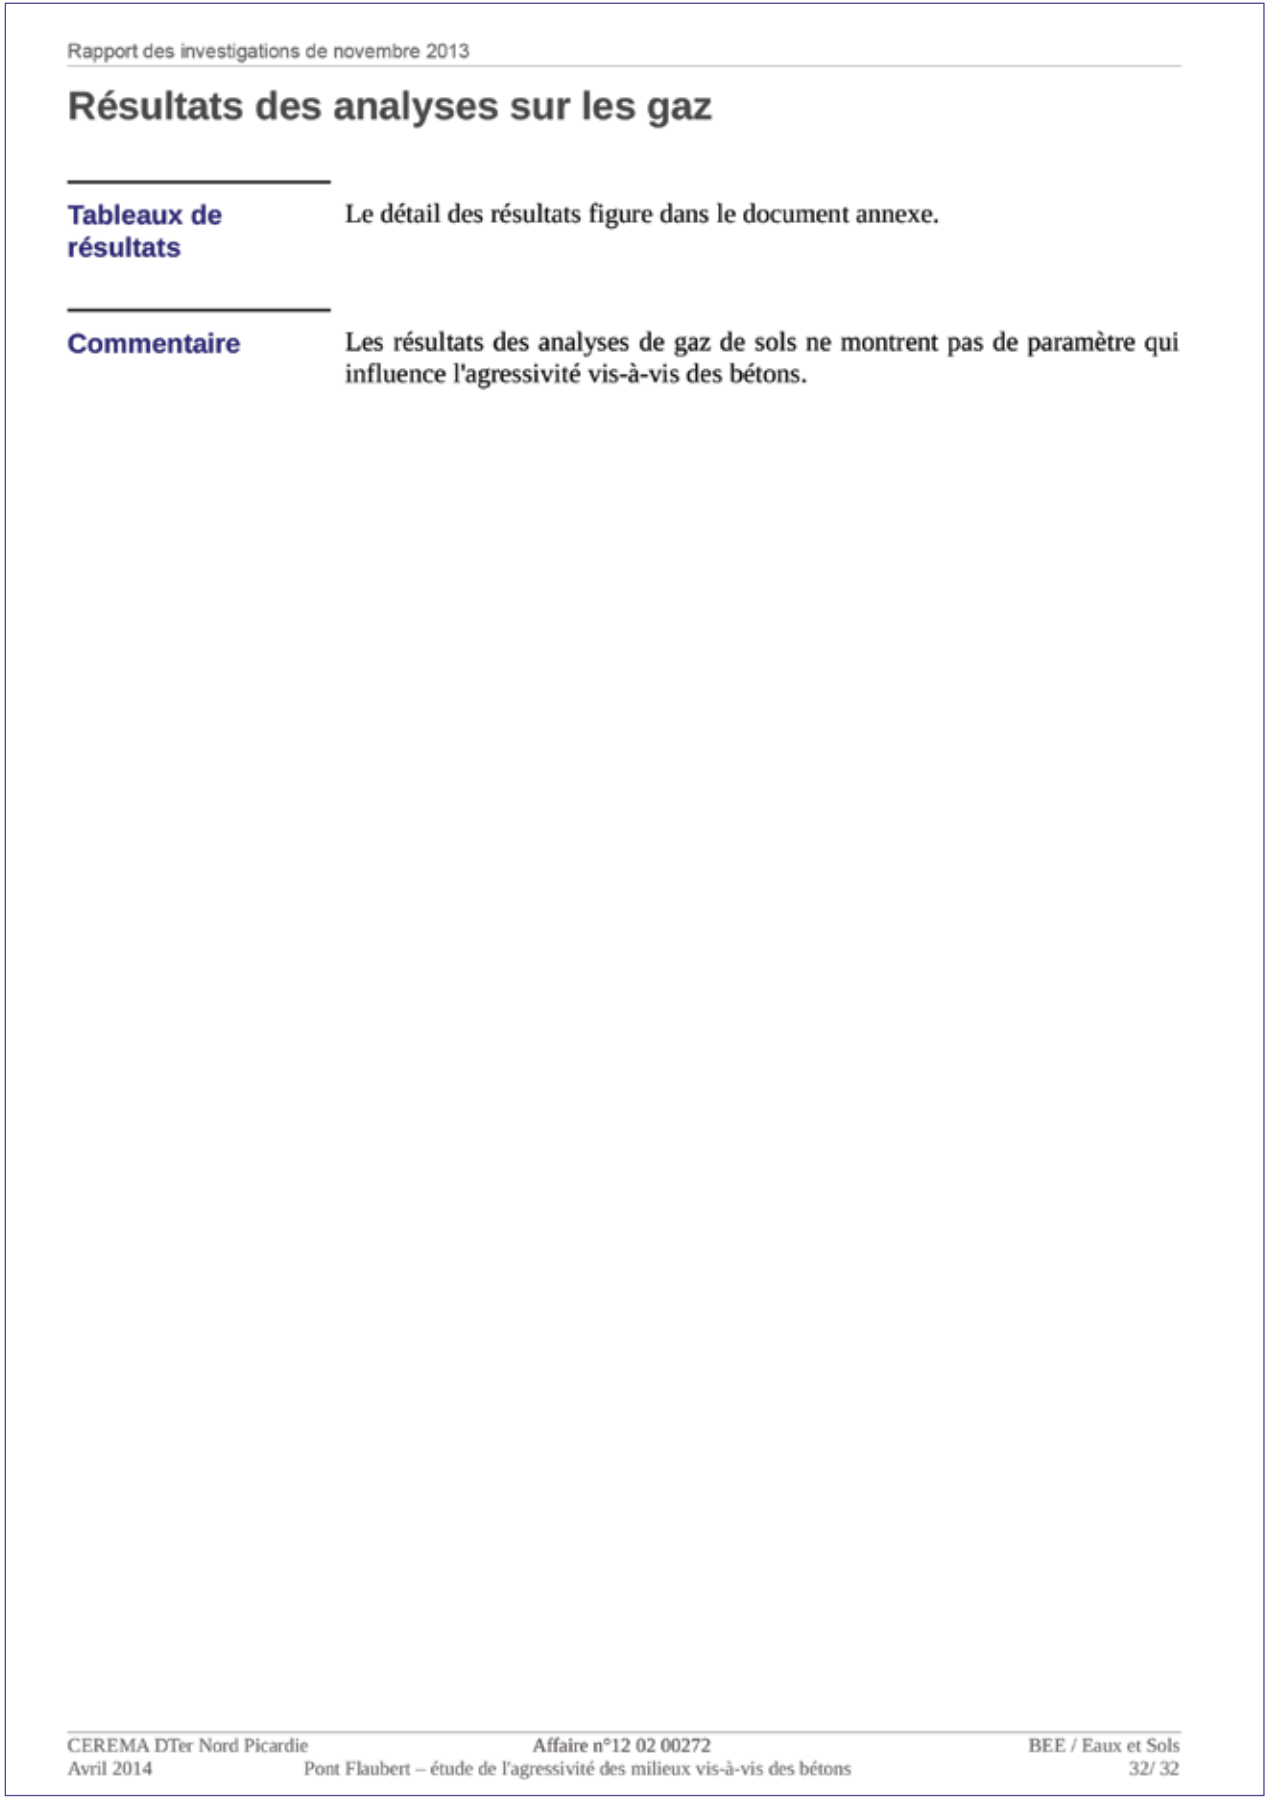 Rapport des investigations de novembre 2013
Résultats des analyses sur les gaz
Tableaux de
résultats
Le détail des résultats figure dans le document annexe.
Commentaire
Les résultats des analyses de gaz de sols ne montrent pas de paramètre qui
influence l'agressivité vis-à-vis des bétons.
CEREMA DTer Nord Picardie
Affaire n°12 02 00272
BEE / Eaux et Sols
Avril 2014
Pont Flaubert – étude de l'agressivité des milieux vis-à-vis des bétons
32/ 32